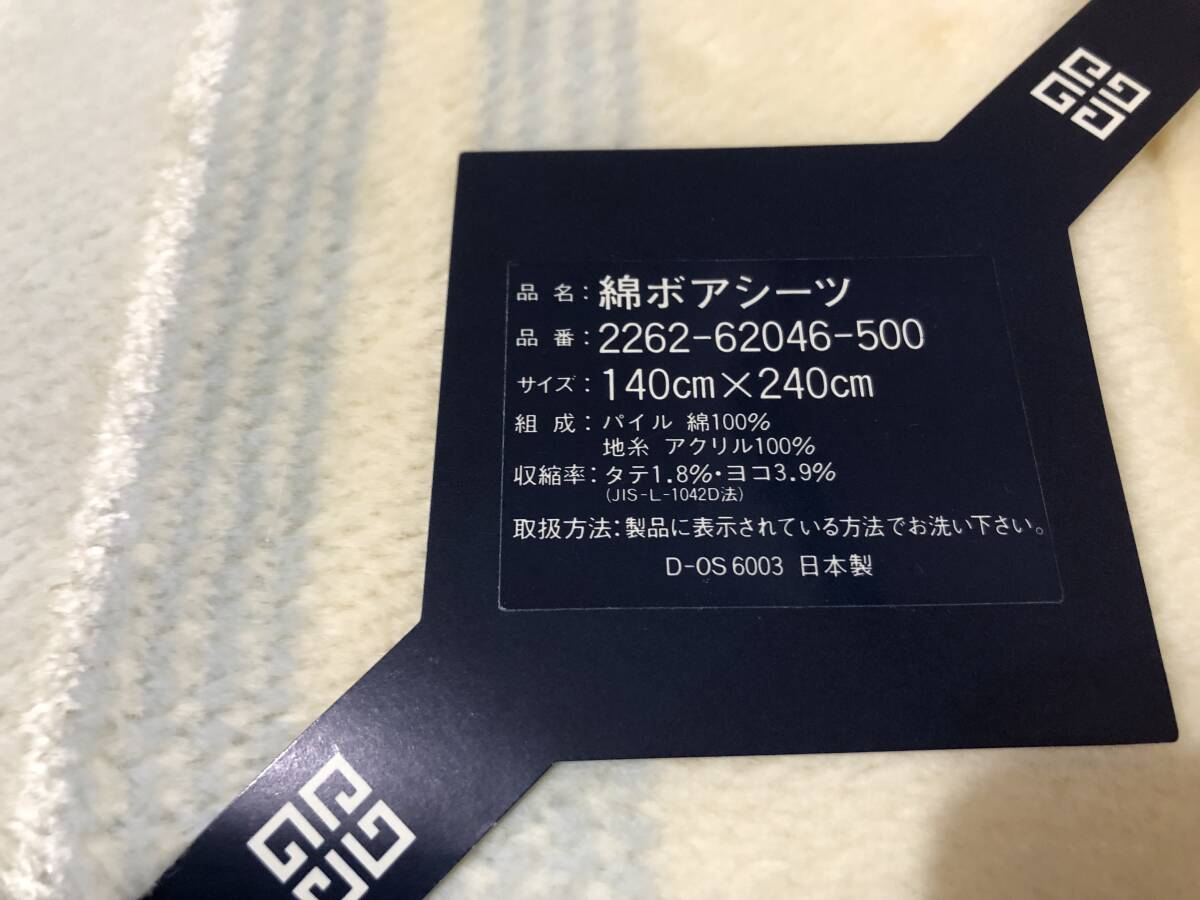 品名：綿ボアシーツ
品番：2262-62046-500
サイズ：140cm×240cm
組成：パイル 綿100%
地糸 アクリル100%
収縮率：タテ1.8%・ヨコ3.9%
(JIS-L-1042D法)
取扱方法：製品に表示されている方法でお洗い下さい。
D-OS 6003 日本製